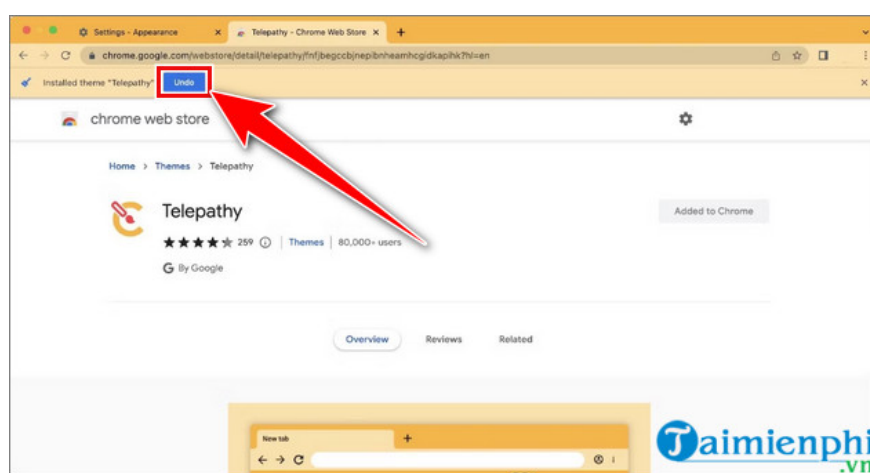 Settings - Appearance
Telepathy - Chrome Web Store
chrome.google.com/webstore/detail/telepathy/fnfjbegccbjnepibnheamhcgidkapihk?hl=en
Installed theme "Telepathy"
Undo
chrome web store
Home > Themes > Telepathy
Telepathy
259 Themes 80,000+ users
By Google
Added to Chrome
Overview Reviews Related
New tab
Taimienphi
.vn